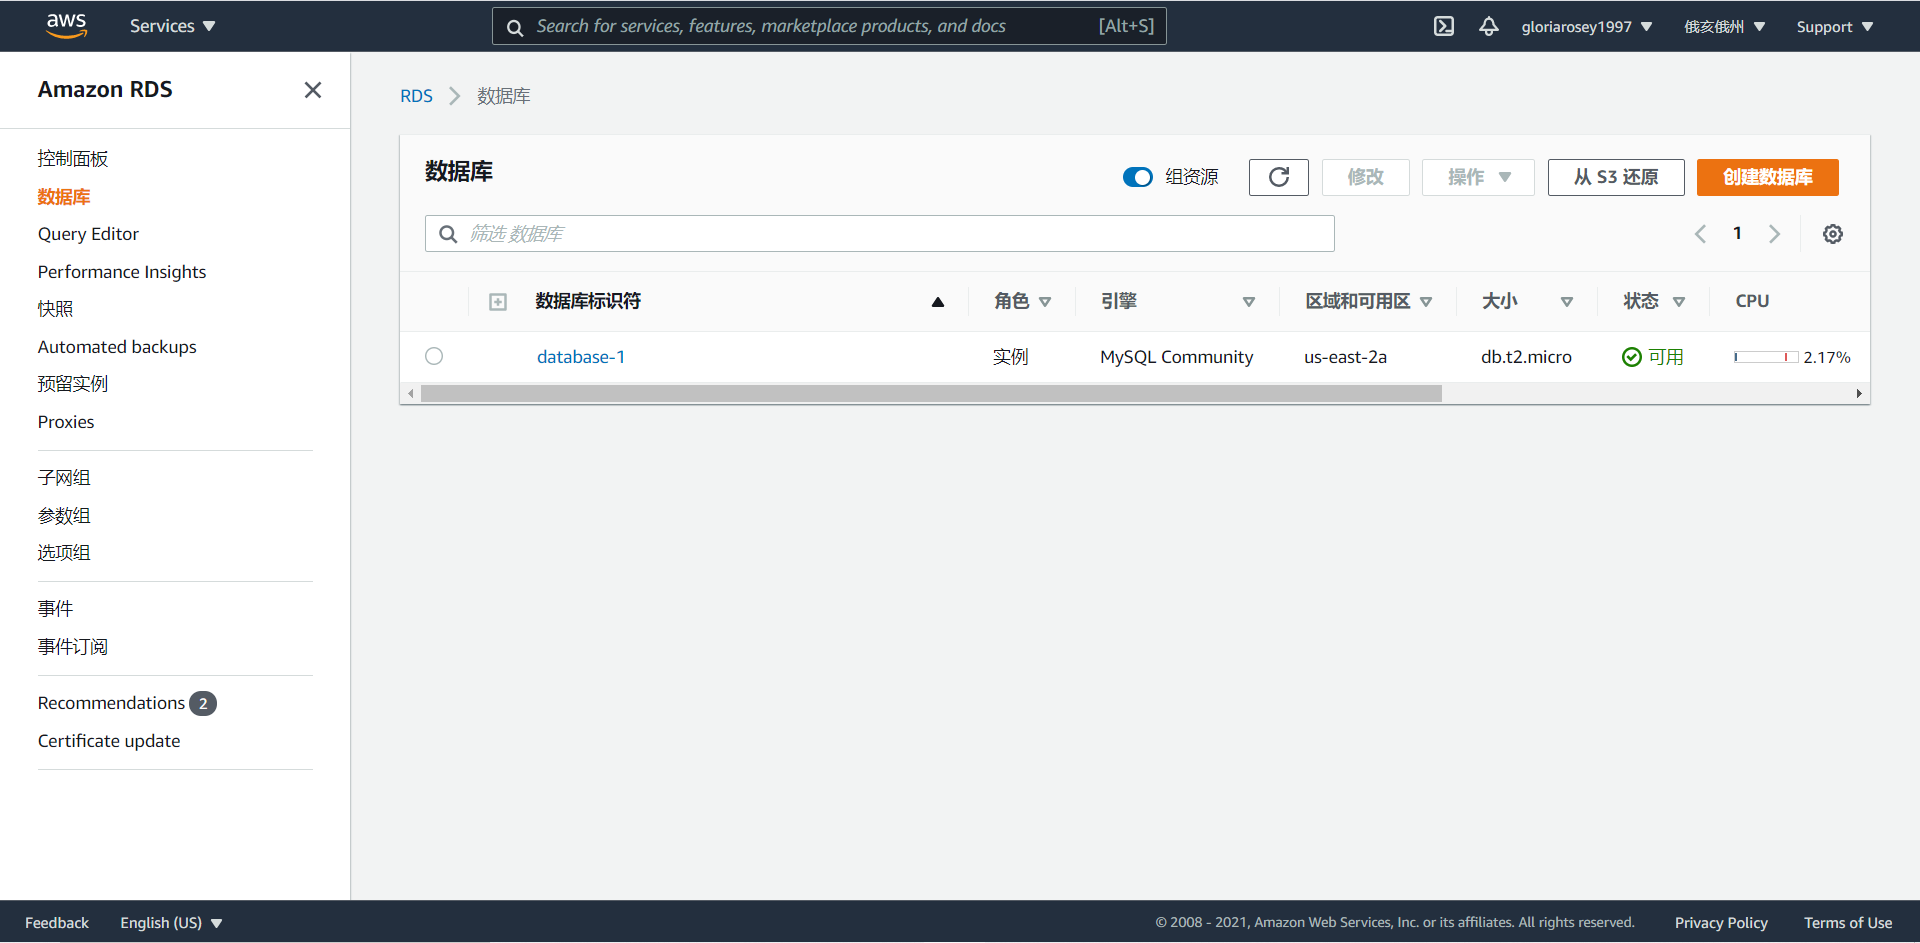 aws Services Search for services, features, marketplace products, and docs [Alt+S] gloriarosey1997 俄亥俄州 Support
Amazon RDS
控制面板
数据库
Query Editor
Performance Insights
快照
Automated backups
预留实例
Proxies
子网组
参数组
选项组
事件
事件订阅
Recommendations 2
Certificate update
RDS 数据库
数据库 组资源 修改 操作 从 S3 还原 创建数据库
筛选 数据库 1
数据库标识符 角色 引擎 区域和可用区 大小 状态 CPU
database-1 实例 MySQL Community us-east-2a db.t2.micro 可用 2.17%
Feedback English (US) © 2008 - 2021, Amazon Web Services, Inc. or its affiliates. All rights reserved. Privacy Policy Terms of Use